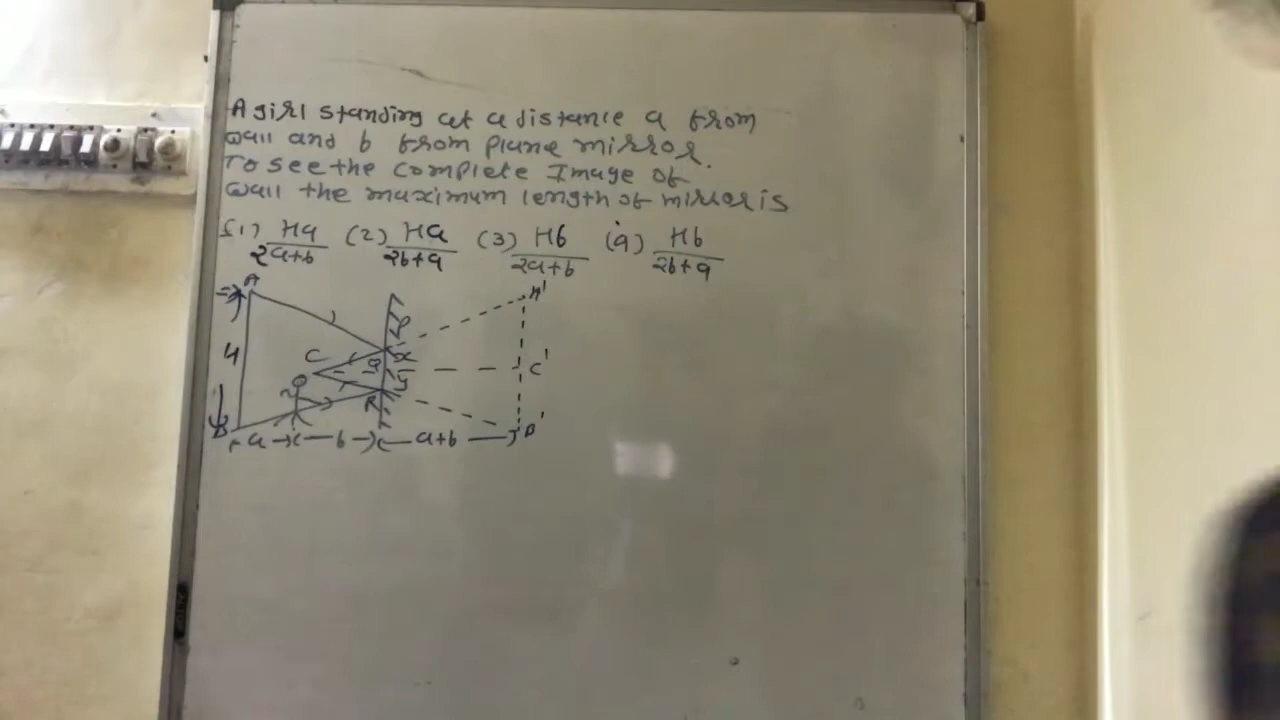 A girl standing at a distance a from
wall and b from plane mirror.
To see the complete Image of
wall the maximum length of mirror is
(1) Ha/2a+b (2) Ha/2b+a (3) Hb/2a+b (4) Hb/2b+a
A
A'
P
H
C
x
Q
C'
y
R
B
B'
a
b
a+b